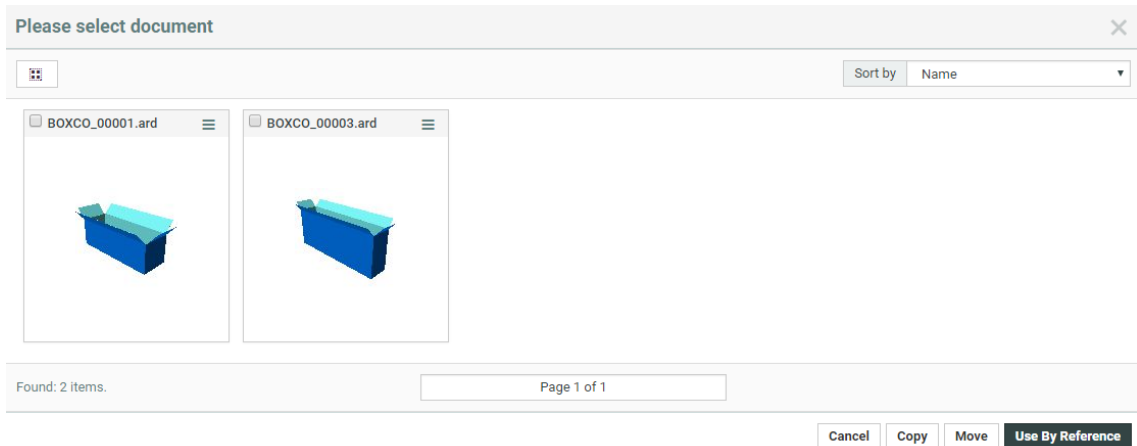 Please select document
Sort by Name
BOXCO_00001.ard
BOXCO_00003.ard
Found: 2 items.
Page 1 of 1
Cancel Copy Move Use By Reference